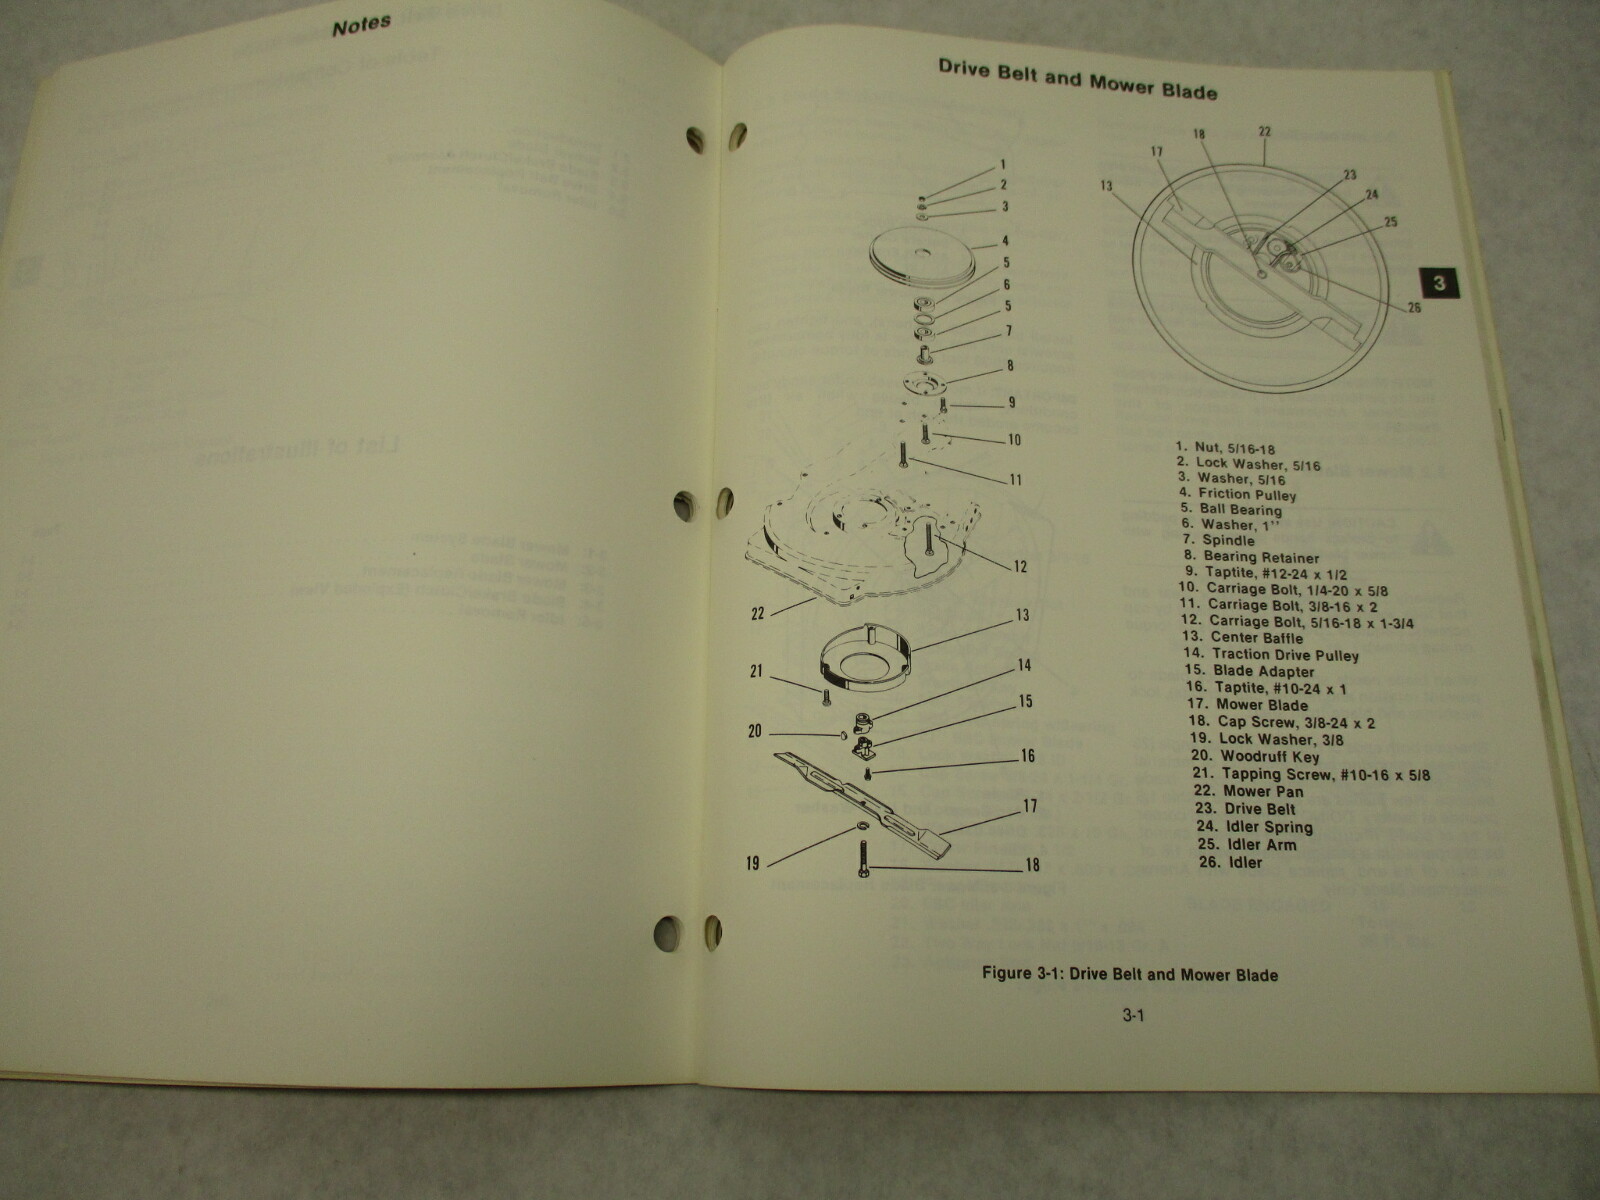 Notes
Drive Belt and Mower Blade
1
2
3
4
5
6
5
7
8
9
10
11
12
22
13
21
14
15
20
16
17
19
18
22
18
17
13
23
24
25
26
3
1. Nut, 5/16-18
2. Lock Washer, 5/16
3. Washer, 5/16
4. Friction Pulley
5. Ball Bearing
6. Washer, 1''
7. Spindle
8. Bearing Retainer
9. Taptite, #12-24 x 1/2
10. Carriage Bolt, 1/4-20 x 5/8
11. Carriage Bolt, 3/8-16 x 2
12. Carriage Bolt, 5/16-18 x 1-3/4
13. Center Baffle
14. Traction Drive Pulley
15. Blade Adapter
16. Taptite, #10-24 x 1
17. Mower Blade
18. Cap Screw, 3/8-24 x 2
19. Lock Washer, 3/8
20. Woodruff Key
21. Tapping Screw, #10-16 x 5/8
22. Mower Pan
23. Drive Belt
24. Idler Spring
25. Idler Arm
26. Idler
Figure 3-1: Drive Belt and Mower Blade
3-1